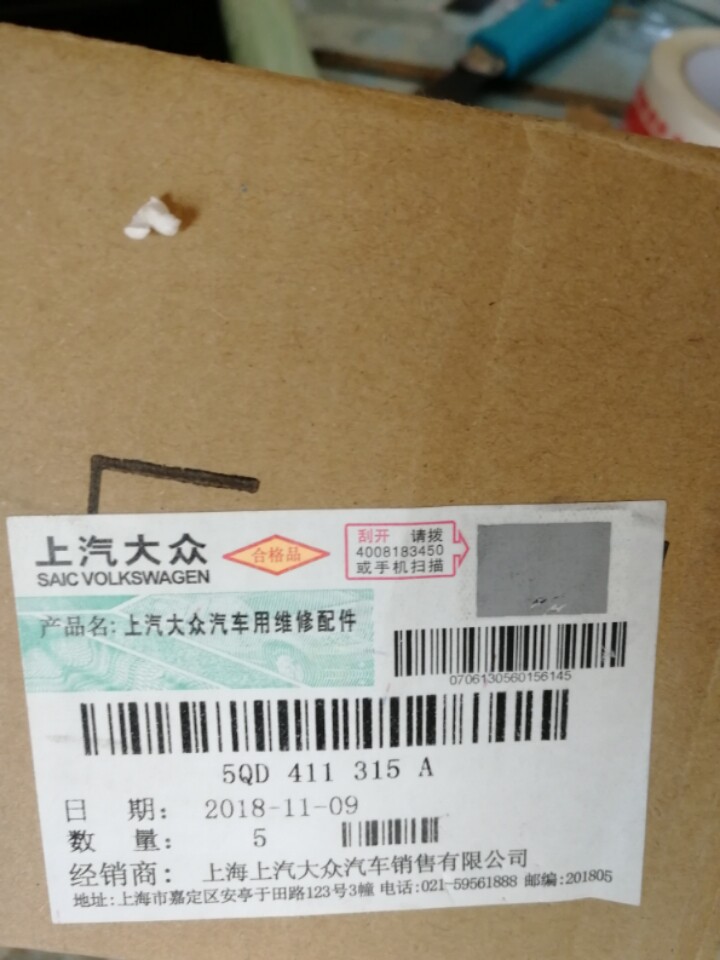 上汽大众
SAIC VOLKSWAGEN
合格品
刮开 请拨
4008183450
或手机扫描
产品名: 上汽大众汽车用维修配件
0706130560156145
5QD 411 315 A
日 期: 2018-11-09
数 量: 5
经销商: 上海上汽大众汽车销售有限公司
地址:上海市嘉定区安亭于田路123号3幢 电话:021-59561888 邮编:201805